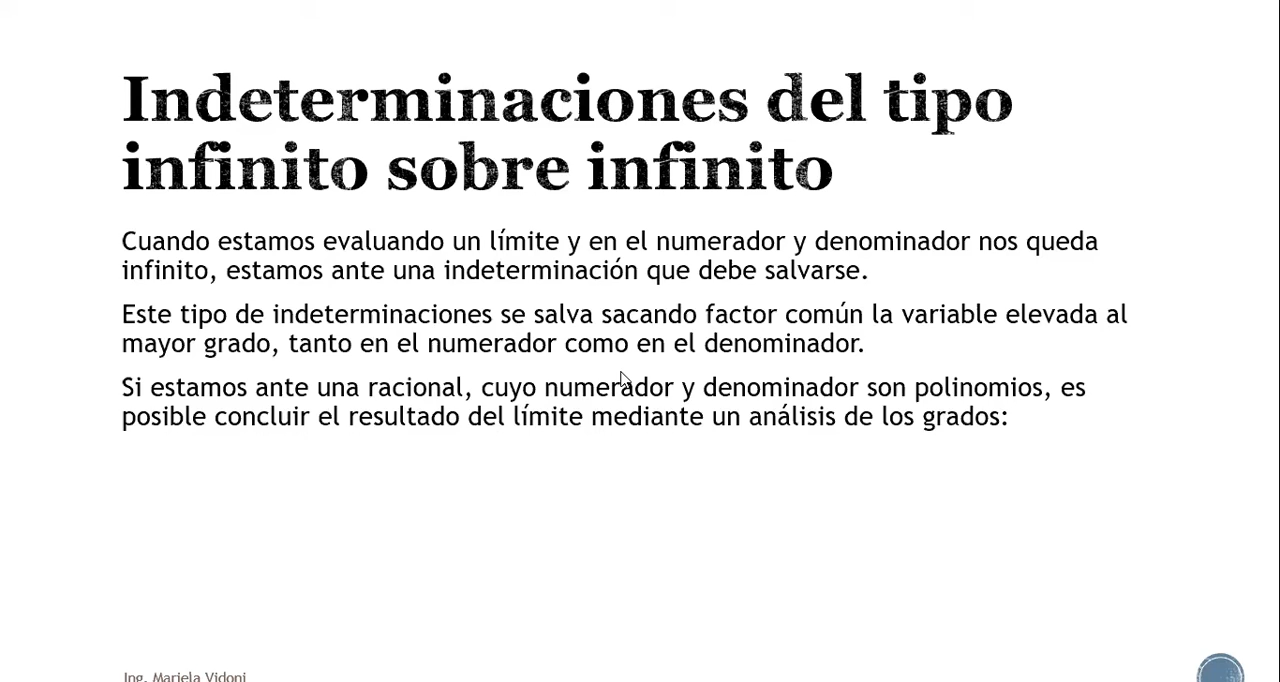 Indeterminaciones del tipo
infinito sobre infinito
Cuando estamos evaluando un límite y en el numerador y denominador nos queda
infinito, estamos ante una indeterminación que debe salvarse.
Este tipo de indeterminaciones se salva sacando factor común la variable elevada al
mayor grado, tanto en el numerador como en el denominador.
Si estamos ante una racional, cuyo numerador y denominador son polinomios, es
posible concluir el resultado del límite mediante un análisis de los grados:
Ing. Mariela Vidoni